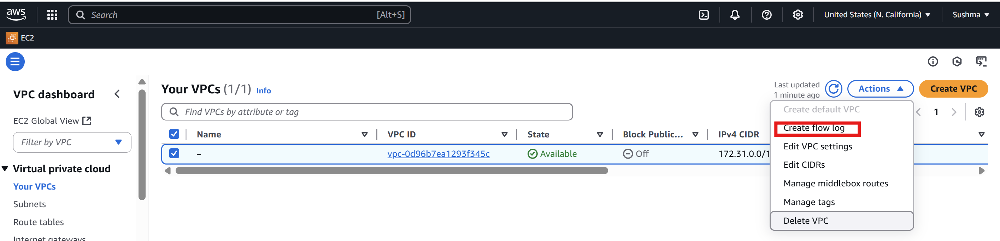 aws
Search [Alt+S]
United States (N. California)
Sushma
EC2
VPC dashboard
EC2 Global View
Filter by VPC
Virtual private cloud
Your VPCs
Subnets
Route tables
Internet gateways
Your VPCs (1/1) Info
Last updated
1 minute ago
Actions
Create VPC
Find VPCs by attribute or tag
1
Name VPC ID State Block Public... IPv4 CIDR
– vpc-0d96b7ea1293f345c Available Off 172.31.0.0/1
Create default VPC
Create flow log
Edit VPC settings
Edit CIDRs
Manage middlebox routes
Manage tags
Delete VPC